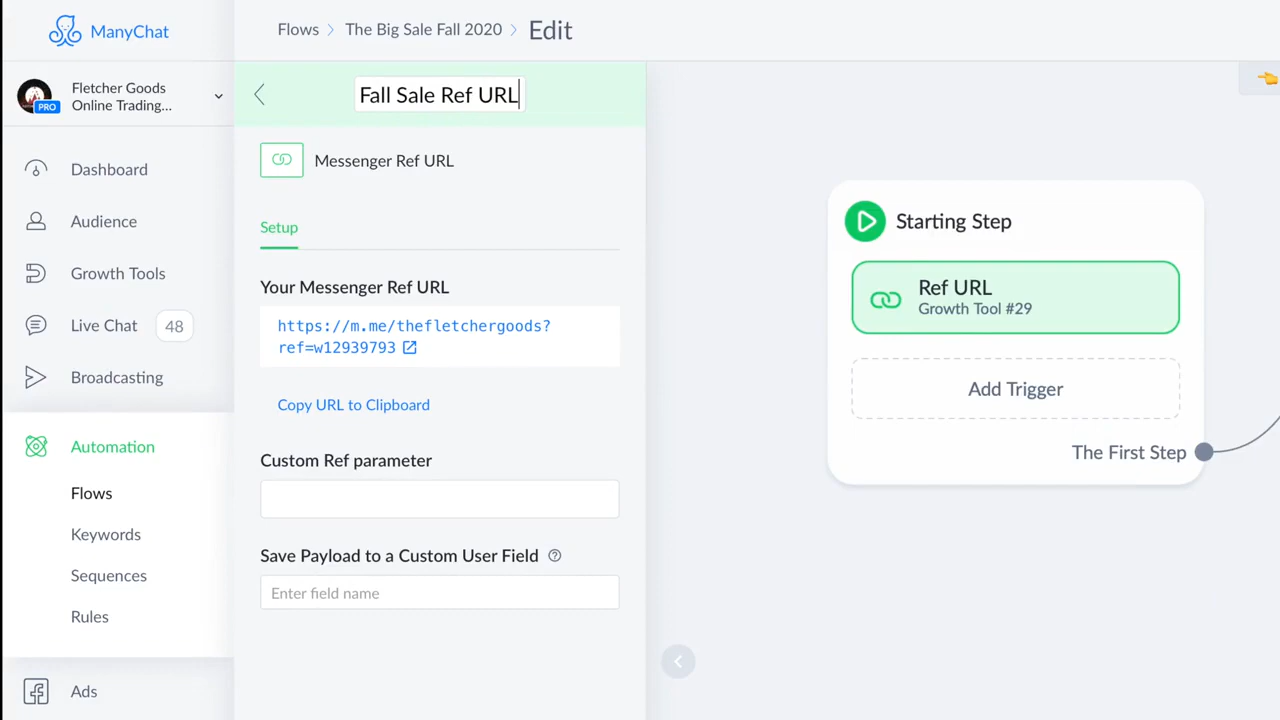 ManyChat
Flows
The Big Sale Fall 2020
Edit
Fletcher Goods
Online Trading...
PRO
Dashboard
Audience
Growth Tools
Live Chat 48
Broadcasting
Automation
Flows
Keywords
Sequences
Rules
Ads
Fall Sale Ref URL
Messenger Ref URL
Setup
Your Messenger Ref URL
https://m.me/thefletchergoods?
ref=w12939793
Copy URL to Clipboard
Custom Ref parameter
Save Payload to a Custom User Field
Enter field name
Starting Step
Ref URL
Growth Tool #29
Add Trigger
The First Step